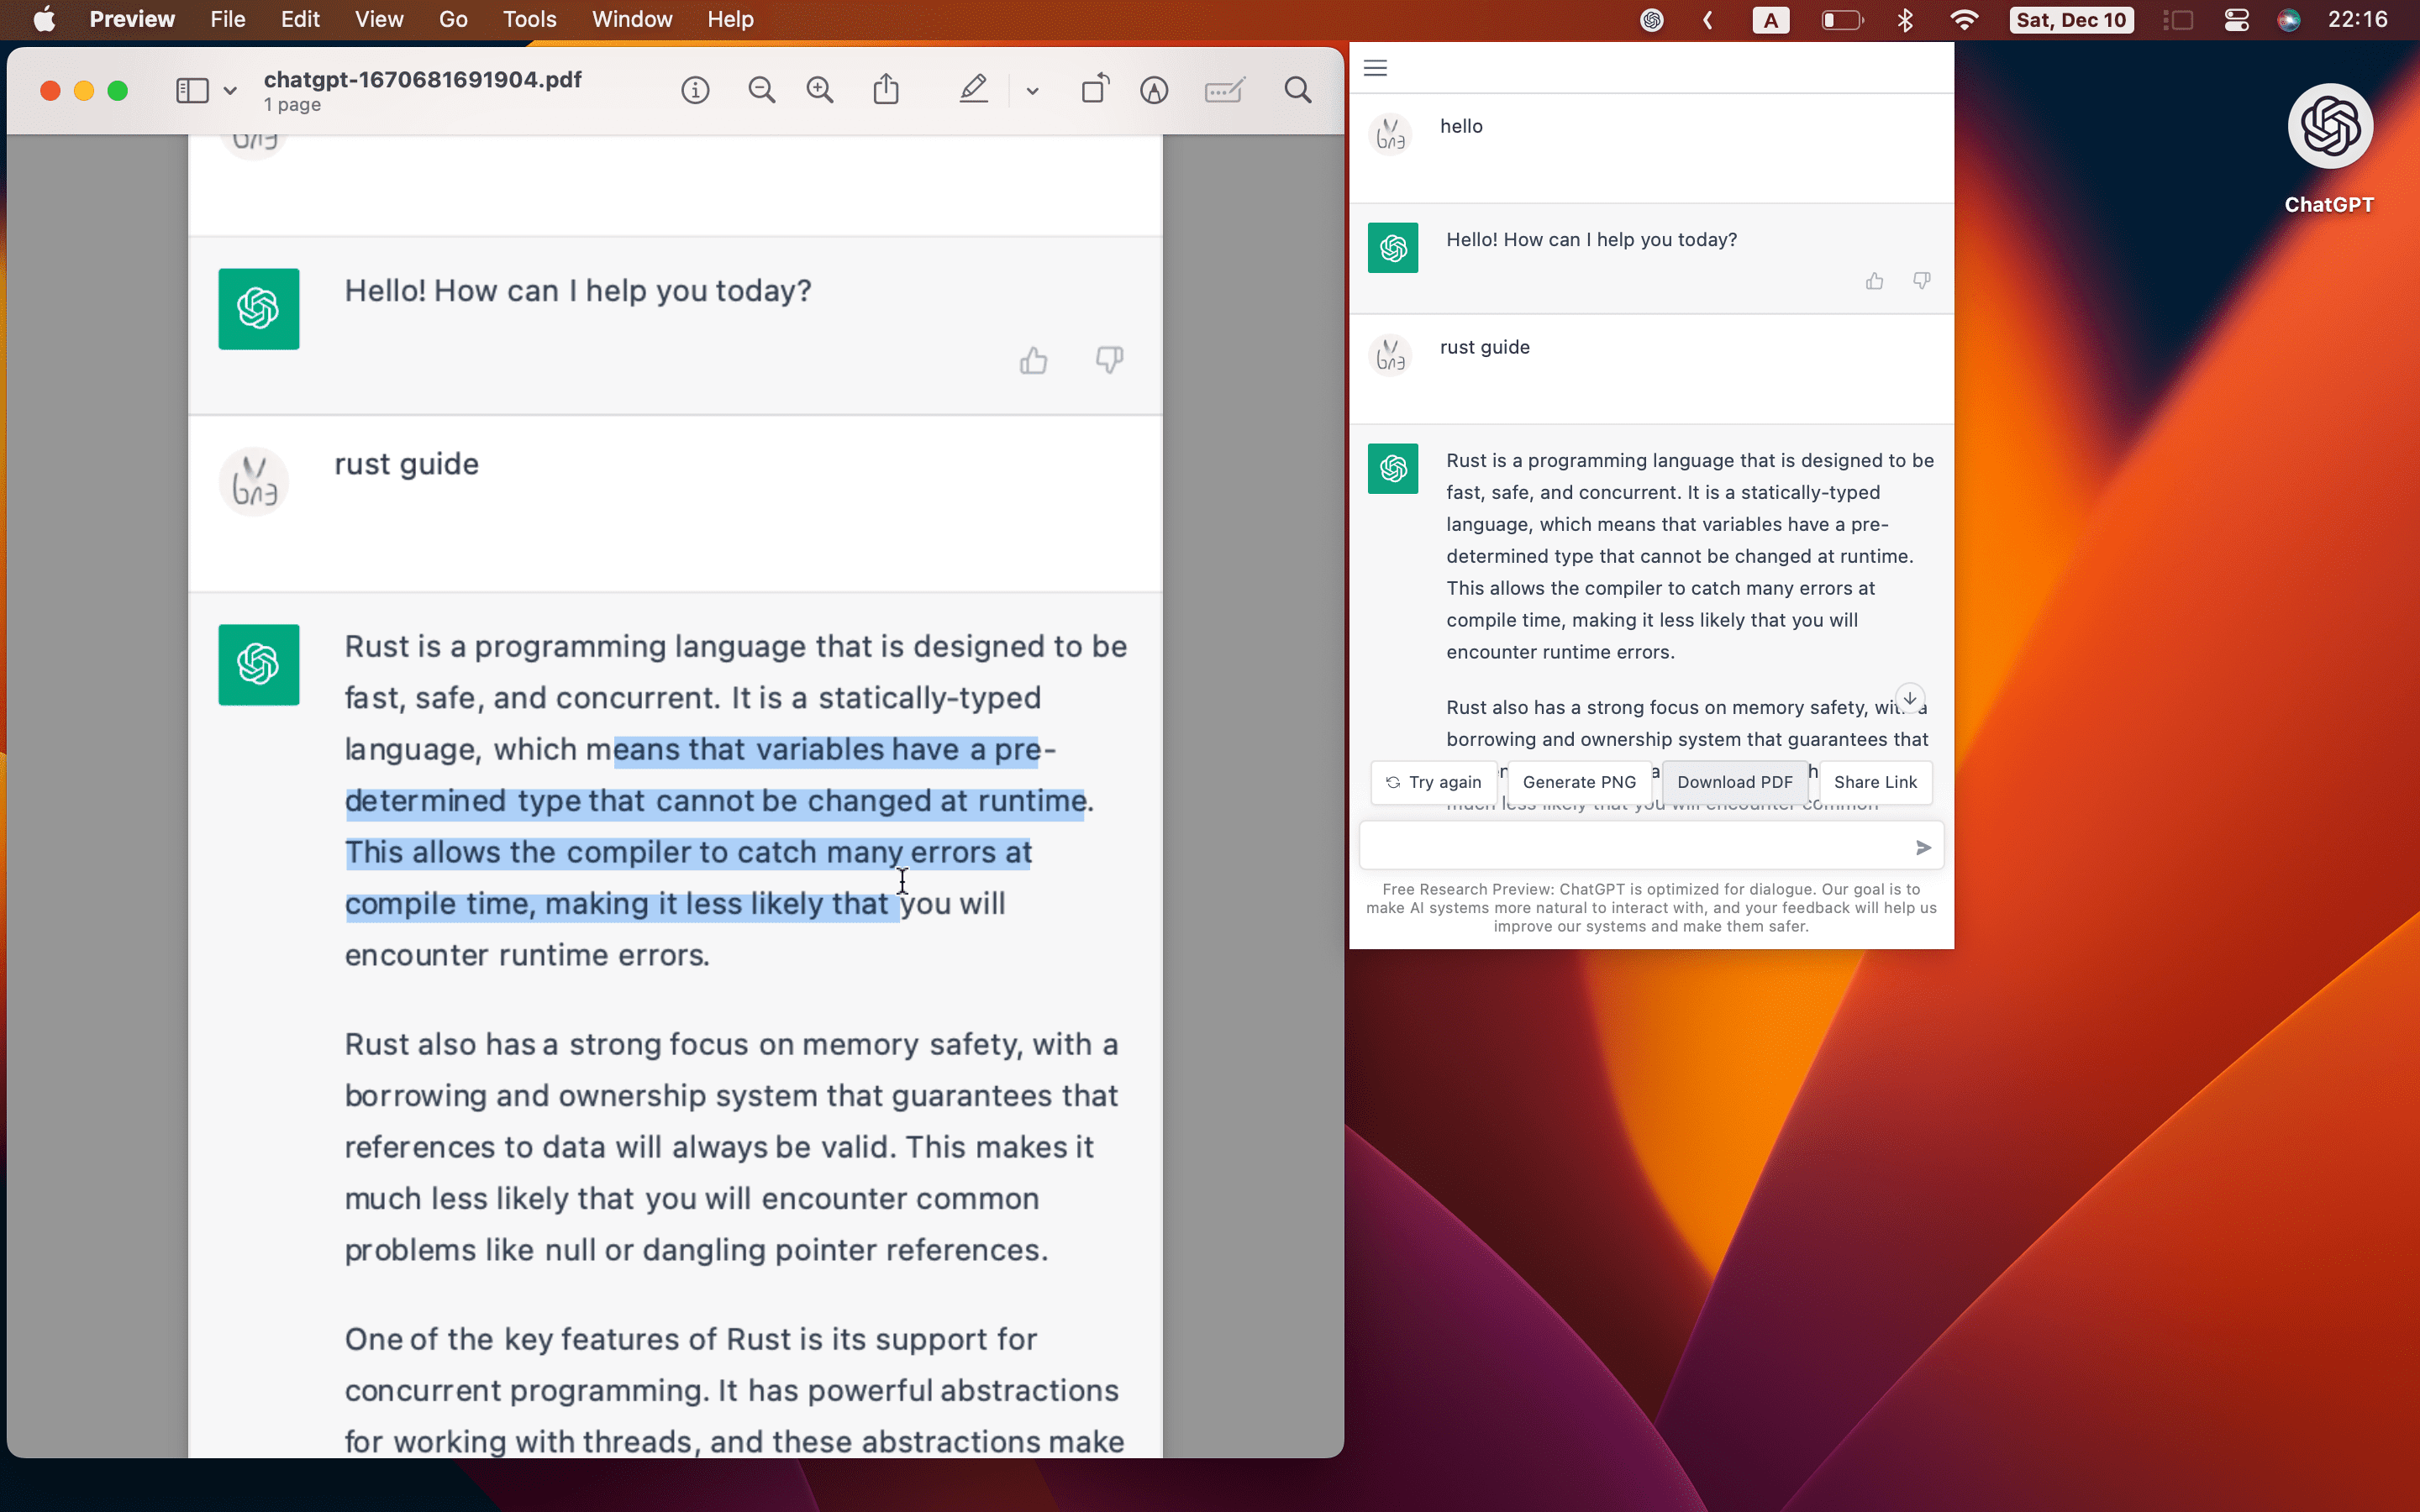 Preview File Edit View Go Tools Window Help
A Sat, Dec 10 22:16
chatgpt-1670681691904.pdf
1 page
Hello! How can I help you today?
rust guide
Rust is a programming language that is designed to be
fast, safe, and concurrent. It is a statically-typed
language, which means that variables have a pre-
determined type that cannot be changed at runtime.
This allows the compiler to catch many errors at
compile time, making it less likely that you will
encounter runtime errors.
Rust also has a strong focus on memory safety, with a
borrowing and ownership system that guarantees that
references to data will always be valid. This makes it
much less likely that you will encounter common
problems like null or dangling pointer references.
One of the key features of Rust is its support for
concurrent programming. It has powerful abstractions
for working with threads, and these abstractions make
hello
Hello! How can I help you today?
rust guide
Rust is a programming language that is designed to be
fast, safe, and concurrent. It is a statically-typed
language, which means that variables have a pre-
determined type that cannot be changed at runtime.
This allows the compiler to catch many errors at
compile time, making it less likely that you will
encounter runtime errors.
Rust also has a strong focus on memory safety, with a
borrowing and ownership system that guarantees that
Try again Generate PNG Download PDF Share Link
much less likely that you will encounter common
Free Research Preview: ChatGPT is optimized for dialogue. Our goal is to
make AI systems more natural to interact with, and your feedback will help us
improve our systems and make them safer.
ChatGPT